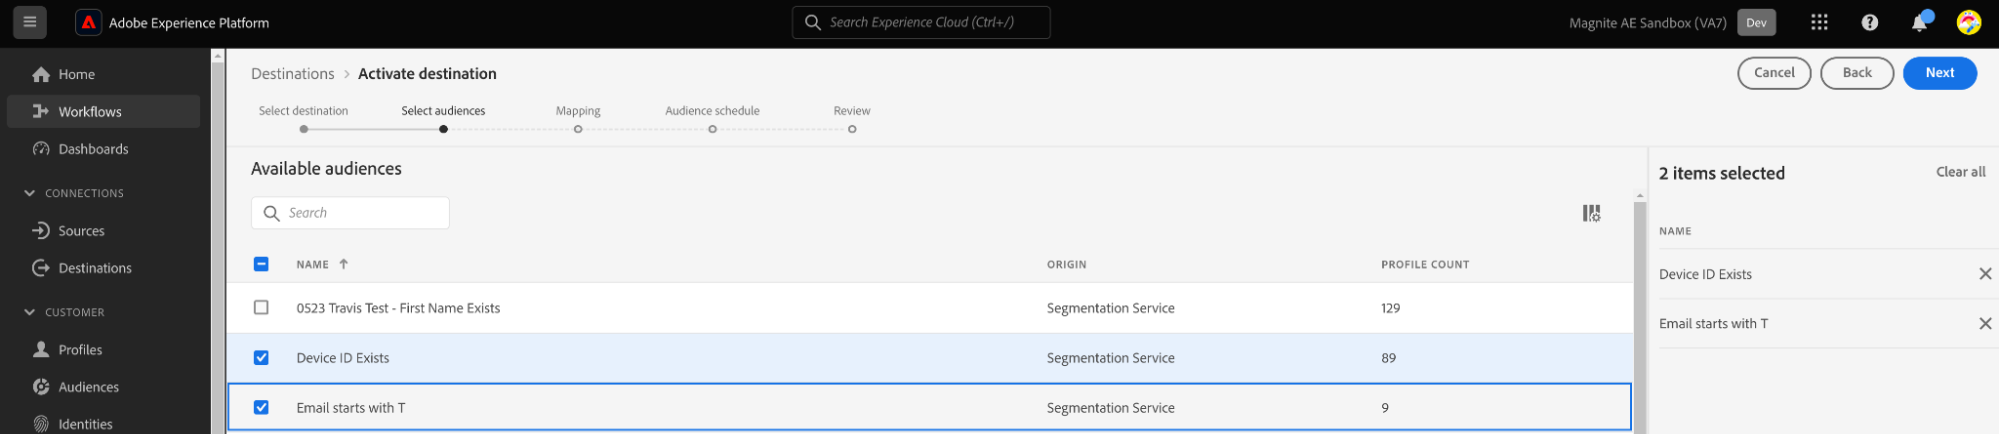 Adobe Experience Platform
Search Experience Cloud (Ctrl+/)
Magnite AE Sandbox (VA7)
Dev
Home
Workflows
Dashboards
CONNECTIONS
Sources
Destinations
CUSTOMER
Profiles
Audiences
Identities
Destinations > Activate destination
Cancel
Back
Next
Select destination
Select audiences
Mapping
Audience schedule
Review
Available audiences
Search
NAME ORIGIN PROFILE COUNT
0523 Travis Test - First Name Exists Segmentation Service 129
Device ID Exists Segmentation Service 89
Email starts with T Segmentation Service 9
2 items selected
Clear all
NAME
Device ID Exists
Email starts with T